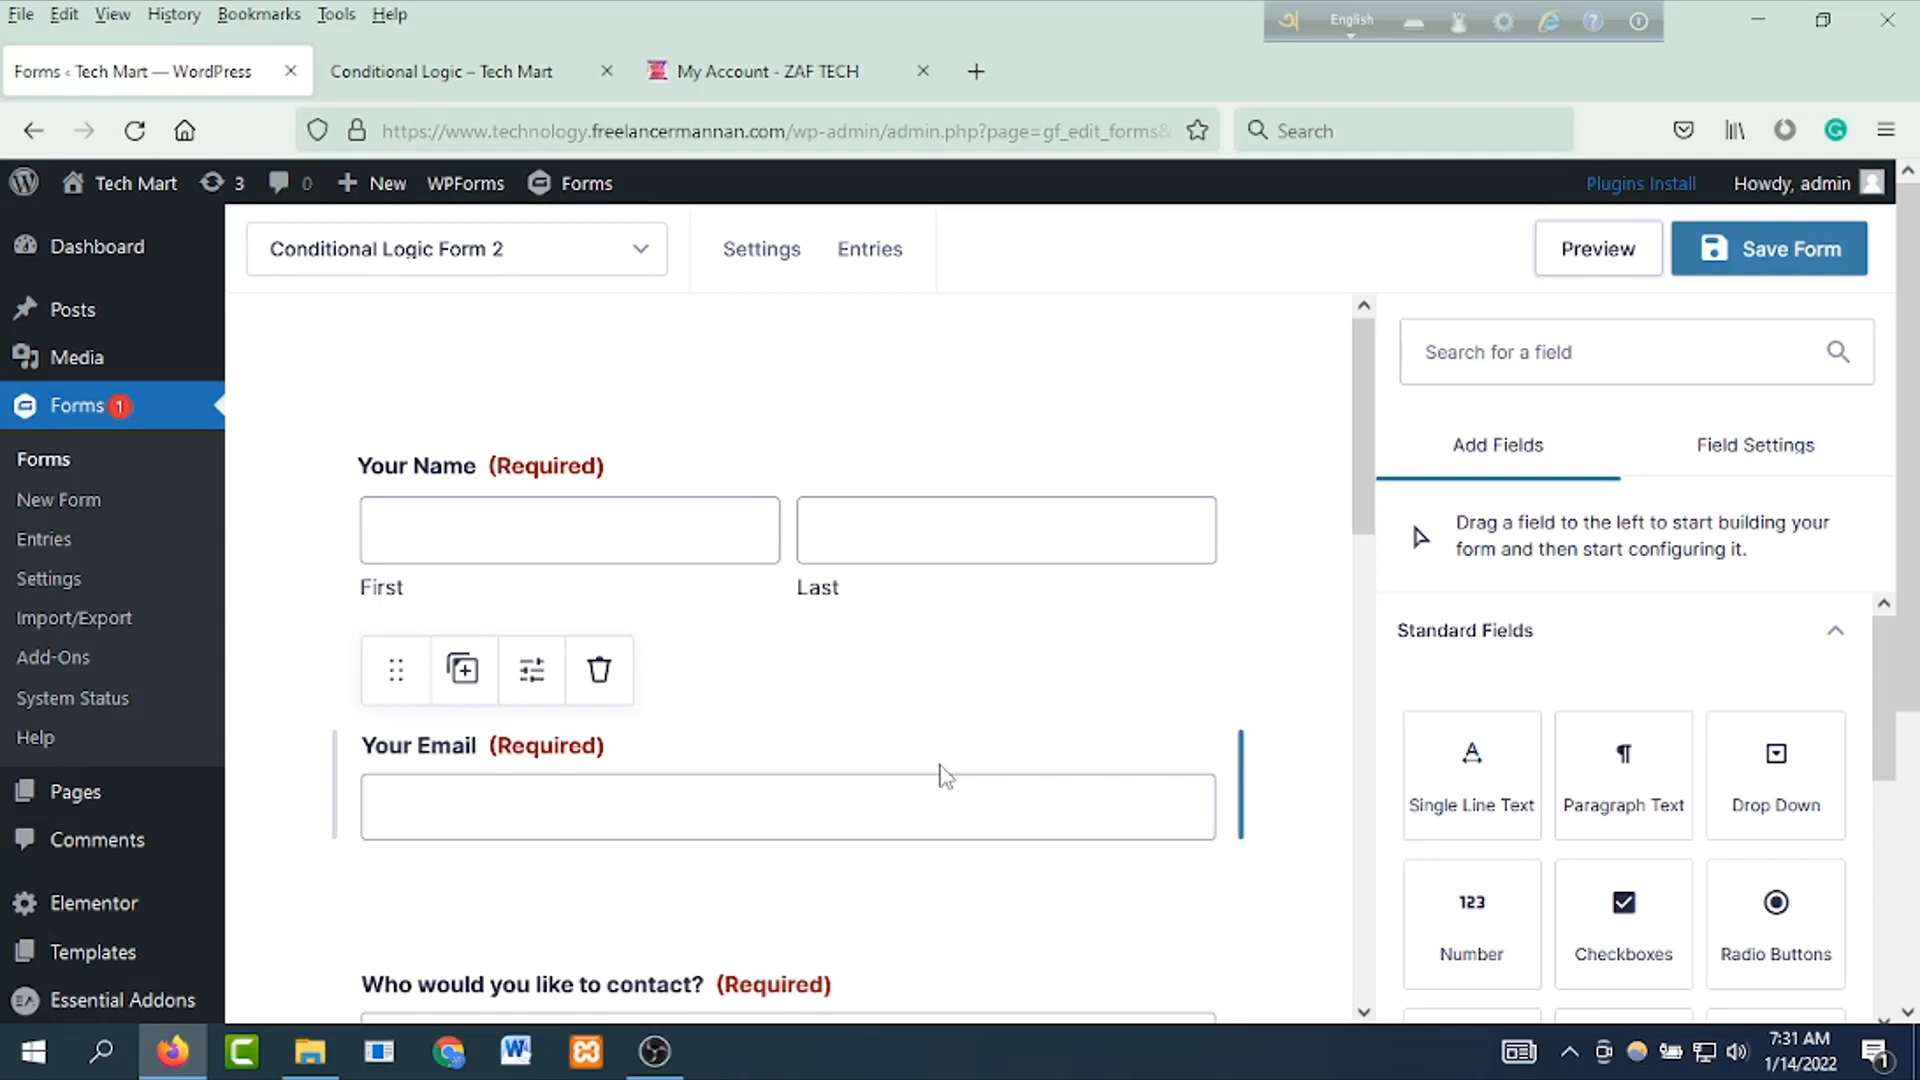 File Edit View History Bookmarks Tools Help
English
Forms ‹ Tech Mart — WordPress
Conditional Logic – Tech Mart
My Account - ZAF TECH
https://www.technology.freelancermannan.com/wp-admin/admin.php?page=gf_edit_forms&
Search
Tech Mart 3 0 New WPForms Forms
Plugins Install Howdy, admin
Dashboard
Posts
Media
Forms 1
Forms
New Form
Entries
Settings
Import/Export
Add-Ons
System Status
Help
Pages
Comments
Elementor
Templates
EA Essential Addons
Conditional Logic Form 2
Settings Entries
Preview Save Form
Your Name (Required)
First Last
Your Email (Required)
Who would you like to contact? (Required)
Search for a field
Add Fields Field Settings
Drag a field to the left to start building your
form and then start configuring it.
Standard Fields
Single Line Text Paragraph Text Drop Down
123
Number Checkboxes Radio Buttons
7:31 AM
1/14/2022
1